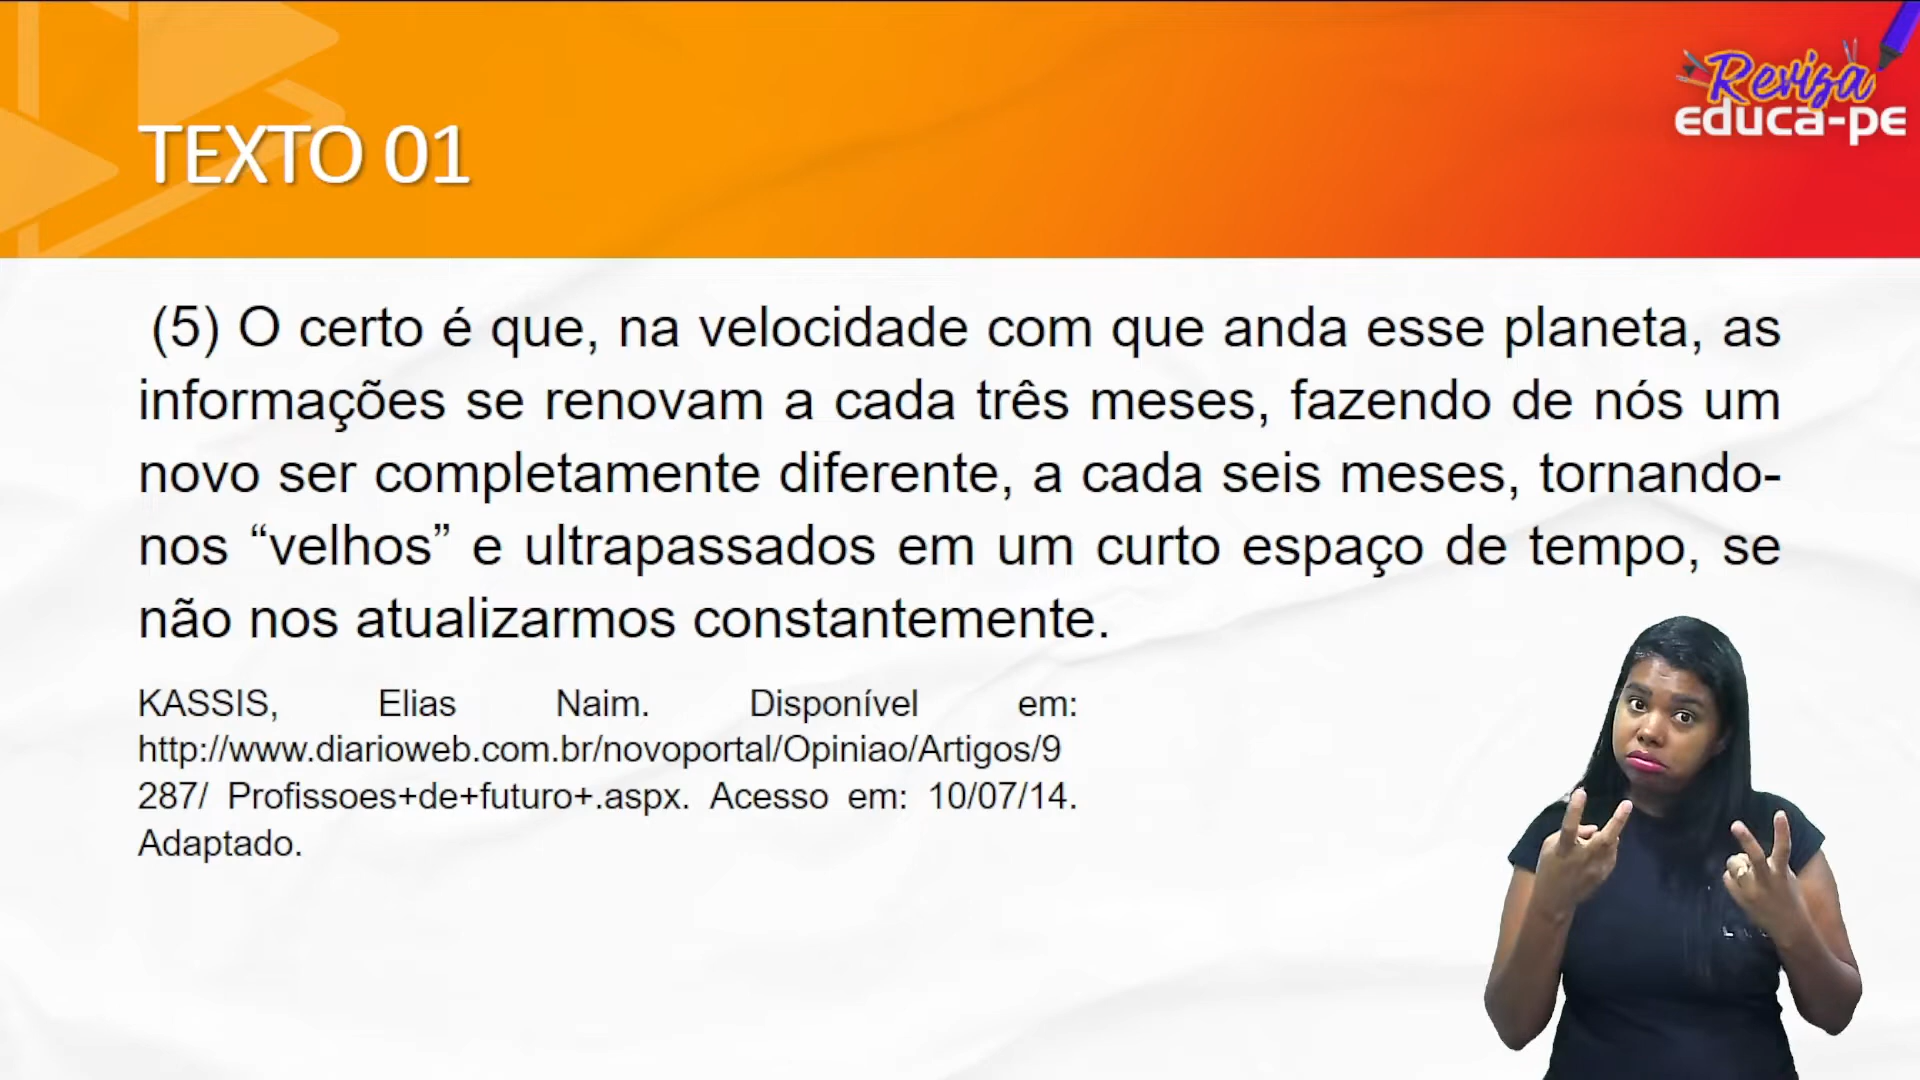 Reviza
educa-pe
TEXTO 01
(5) O certo é que, na velocidade com que anda esse planeta, as
informações se renovam a cada três meses, fazendo de nós um
novo ser completamente diferente, a cada seis meses, tornando-
nos “velhos” e ultrapassados em um curto espaço de tempo, se
não nos atualizarmos constantemente.
KASSIS, Elias Naim. Disponível em:
http://www.diarioweb.com.br/novoportal/Opiniao/Artigos/9
287/ Profissoes+de+futuro+.aspx. Acesso em: 10/07/14.
Adaptado.